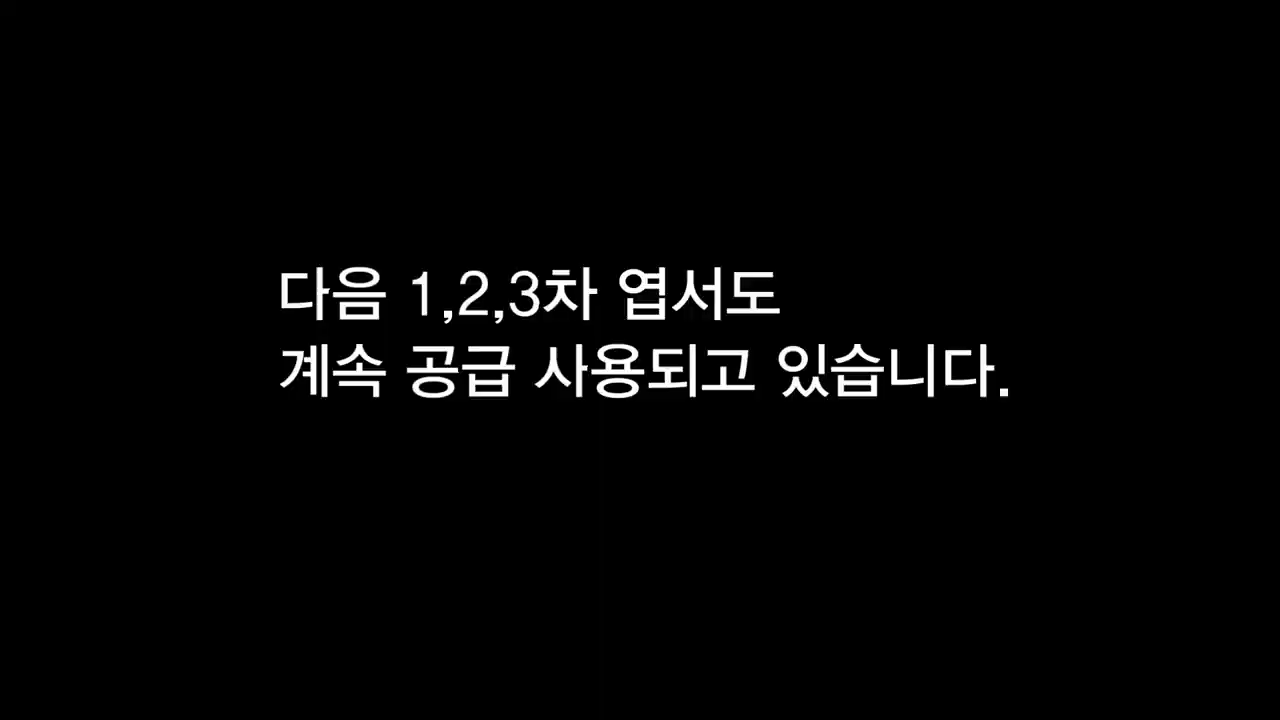 다음 1,2,3차 엽서도
계속 공급 사용되고 있습니다.